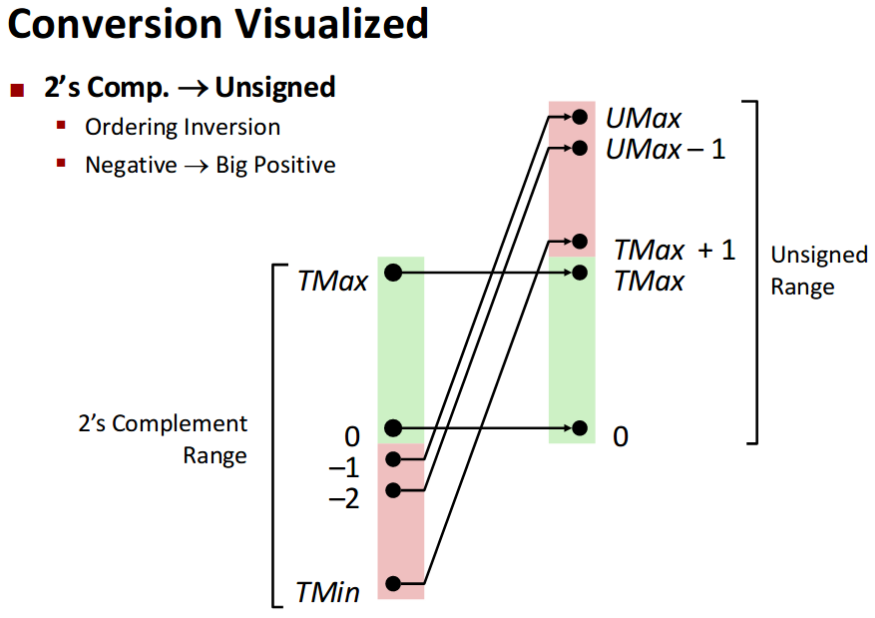 Conversion Visualized
2's Comp. → Unsigned
Ordering Inversion
Negative → Big Positive
UMax
UMax – 1
TMax + 1
TMax
0
Unsigned
Range
TMax
0
–1
–2
TMin
2's Complement
Range